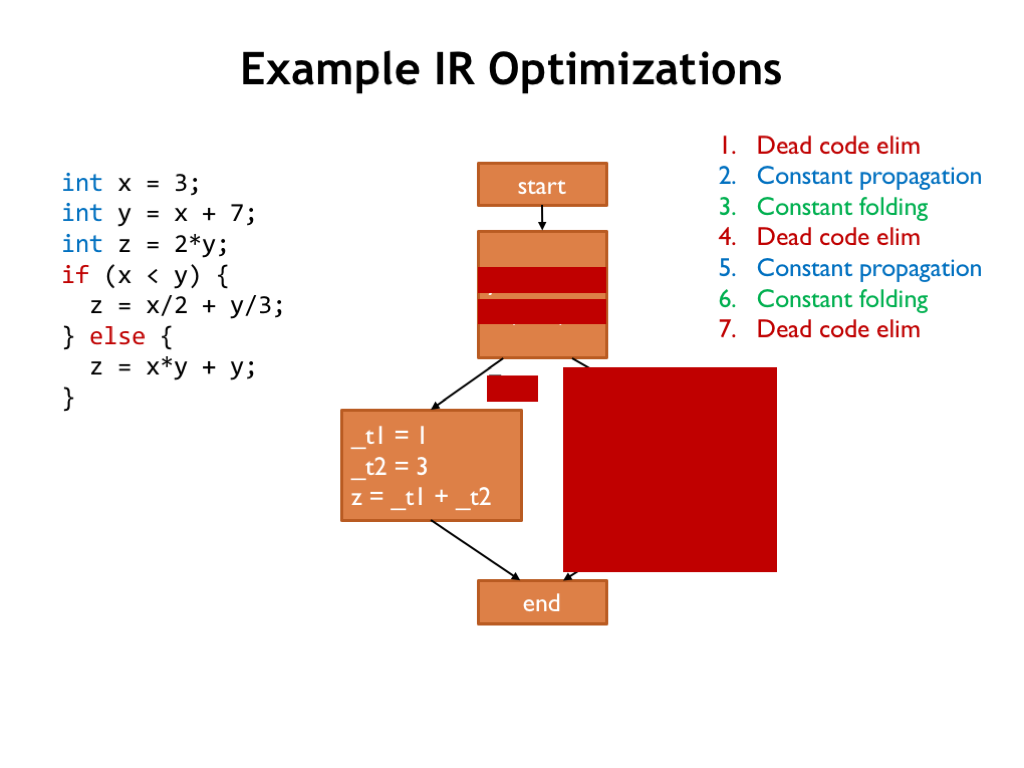 Example IR Optimizations
int x = 3;
int y = x + 7;
int z = 2*y;
if (x < y) {
  z = x/2 + y/3;
} else {
  z = x*y + y;
}
start
_t1 = 1
_t2 = 3
z = _t1 + _t2
end
1. Dead code elim
2. Constant propagation
3. Constant folding
4. Dead code elim
5. Constant propagation
6. Constant folding
7. Dead code elim